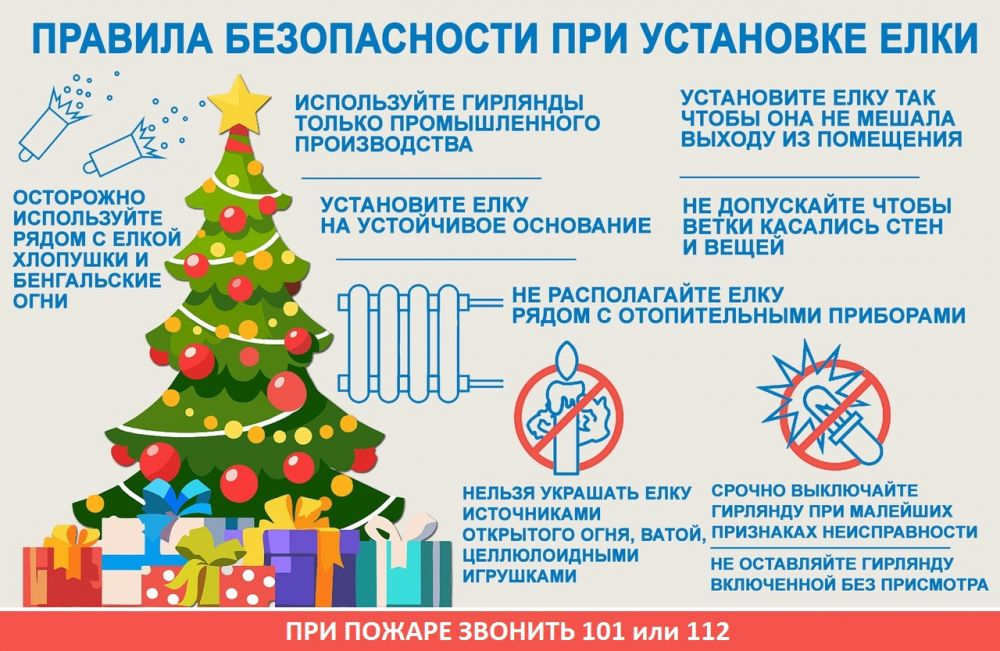 ПРАВИЛА БЕЗОПАСНОСТИ ПРИ УСТАНОВКЕ ЕЛКИ
ОСТОРОЖНО
ИСПОЛЬЗУЙТЕ
РЯДОМ С ЕЛКОЙ
ХЛОПУШКИ И
БЕНГАЛЬСКИЕ
ОГНИ
ИСПОЛЬЗУЙТЕ ГИРЛЯНДЫ
ТОЛЬКО ПРОМЫШЛЕННОГО
ПРОИЗВОДСТВА
УСТАНОВИТЕ ЕЛКУ
НА УСТОЙЧИВОЕ ОСНОВАНИЕ
УСТАНОВИТЕ ЕЛКУ ТАК
ЧТОБЫ ОНА НЕ МЕШАЛА
ВЫХОДУ ИЗ ПОМЕЩЕНИЯ
НЕ ДОПУСКАЙТЕ ЧТОБЫ
ВЕТКИ КАСАЛИСЬ СТЕН
И ВЕЩЕЙ
НЕ РАСПОЛАГАЙТЕ ЕЛКУ
РЯДОМ С ОТОПИТЕЛЬНЫМИ ПРИБОРАМИ
НЕЛЬЗЯ УКРАШАТЬ ЕЛКУ
ИСТОЧНИКАМИ
ОТКРЫТОГО ОГНЯ, ВАТОЙ,
ЦЕЛЛЮЛОИДНЫМИ
ИГРУШКАМИ
СРОЧНО ВЫКЛЮЧАЙТЕ
ГИРЛЯНДУ ПРИ МАЛЕЙШИХ
ПРИЗНАКАХ НЕИСПРАВНОСТИ
НЕ ОСТАВЛЯЙТЕ ГИРЛЯНДУ
ВКЛЮЧЕННОЙ БЕЗ ПРИСМОТРА
ПРИ ПОЖАРЕ ЗВОНИТЬ 101 или 112